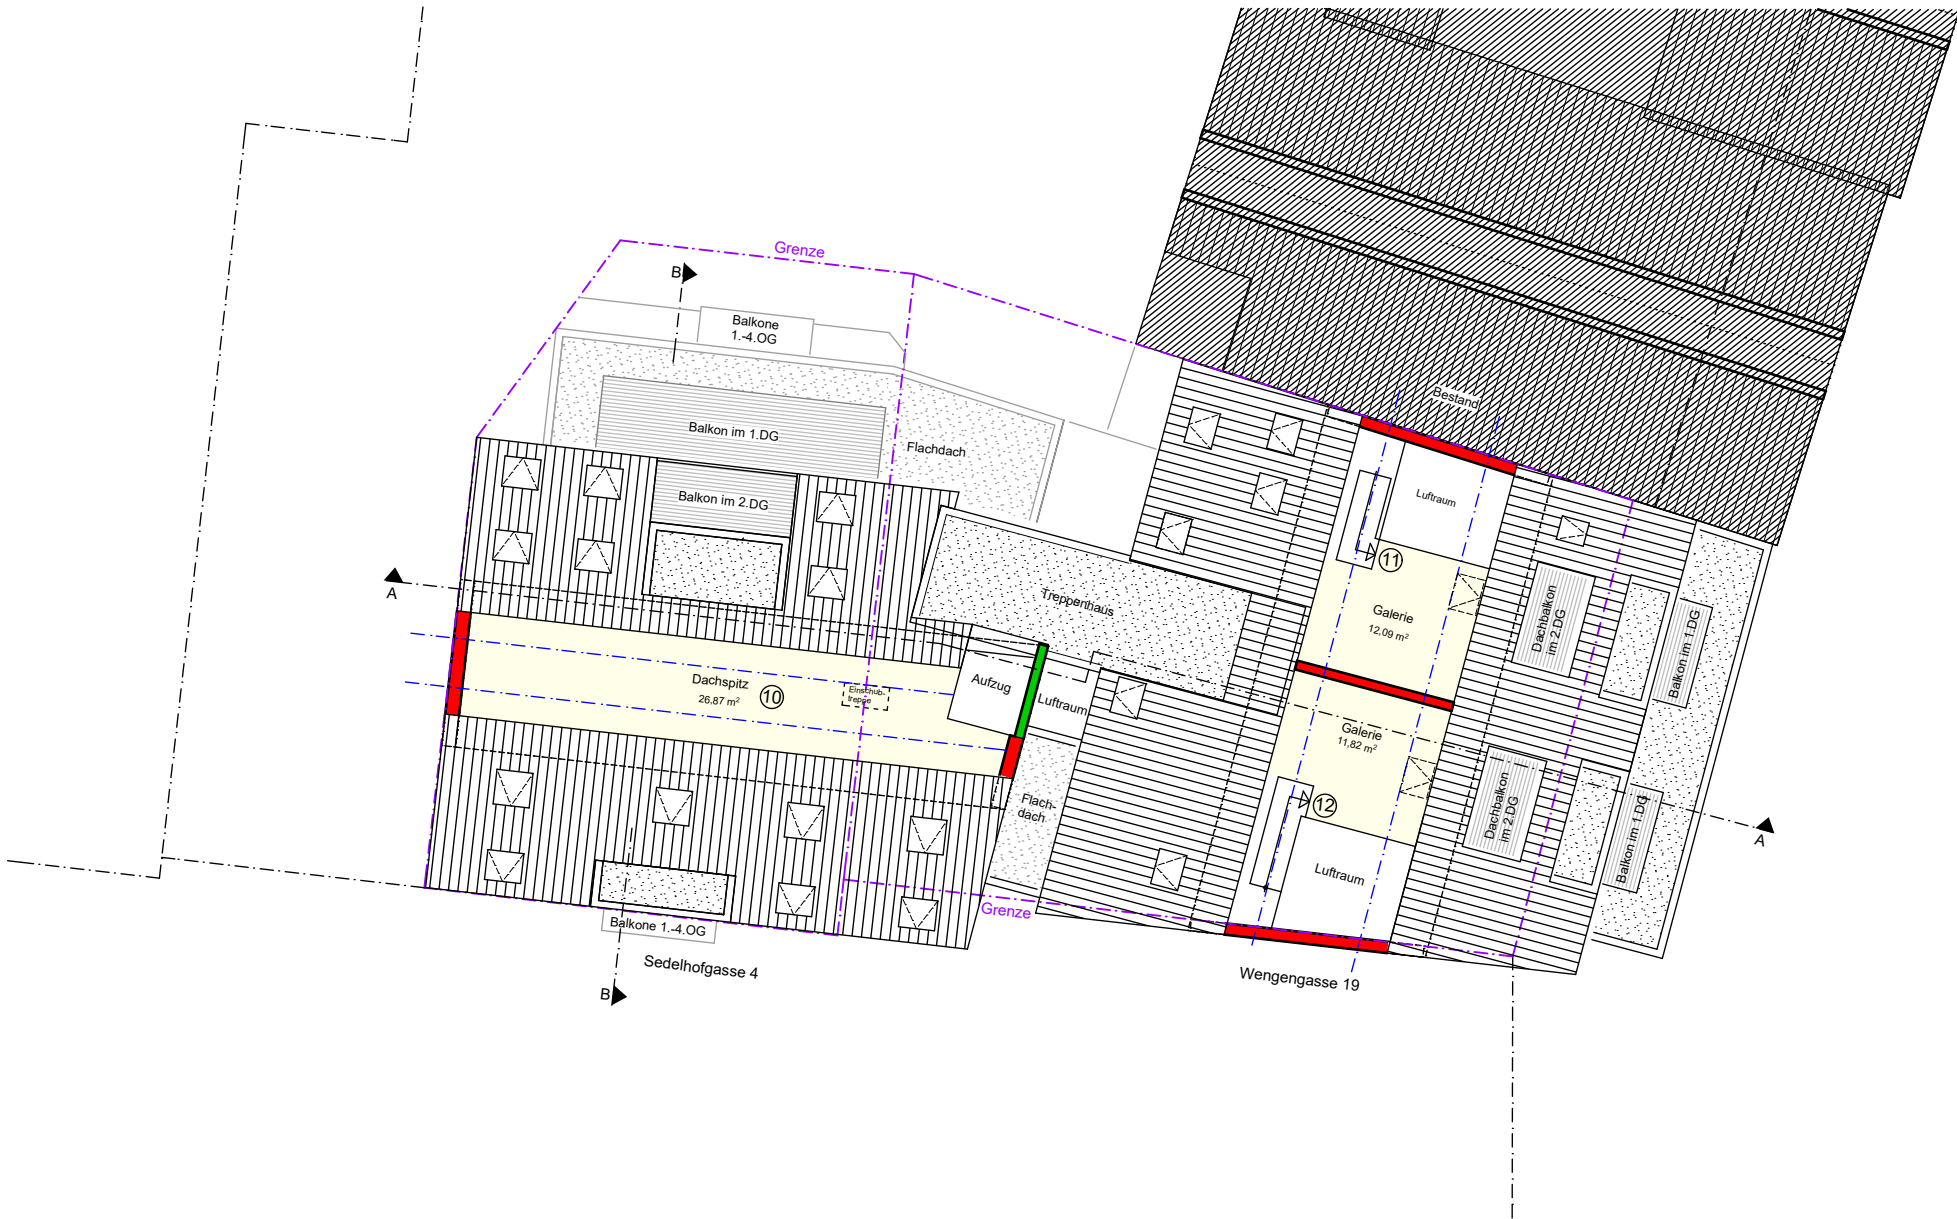 Grenze
B
Balkone
1.-4.OG
Balkon im 1.DG
Flachdach
Balkon im 2.DG
Bestand
Luftraum
11
A
Treppenhaus
Galerie
12,09 m²
Dachbalkon
im 2.DG
Balkon im 1.DG
Dachspitz
26,87 m²
10
Einschub-
treppe
Aufzug
Luftraum
Galerie
11,82 m²
Flach-
dach
12
Dachbalkon
im 2.DG
Balkon im 1.DG
A
Luftraum
Grenze
Balkone 1.-4.OG
Sedelhofgasse 4
Wengengasse 19
B